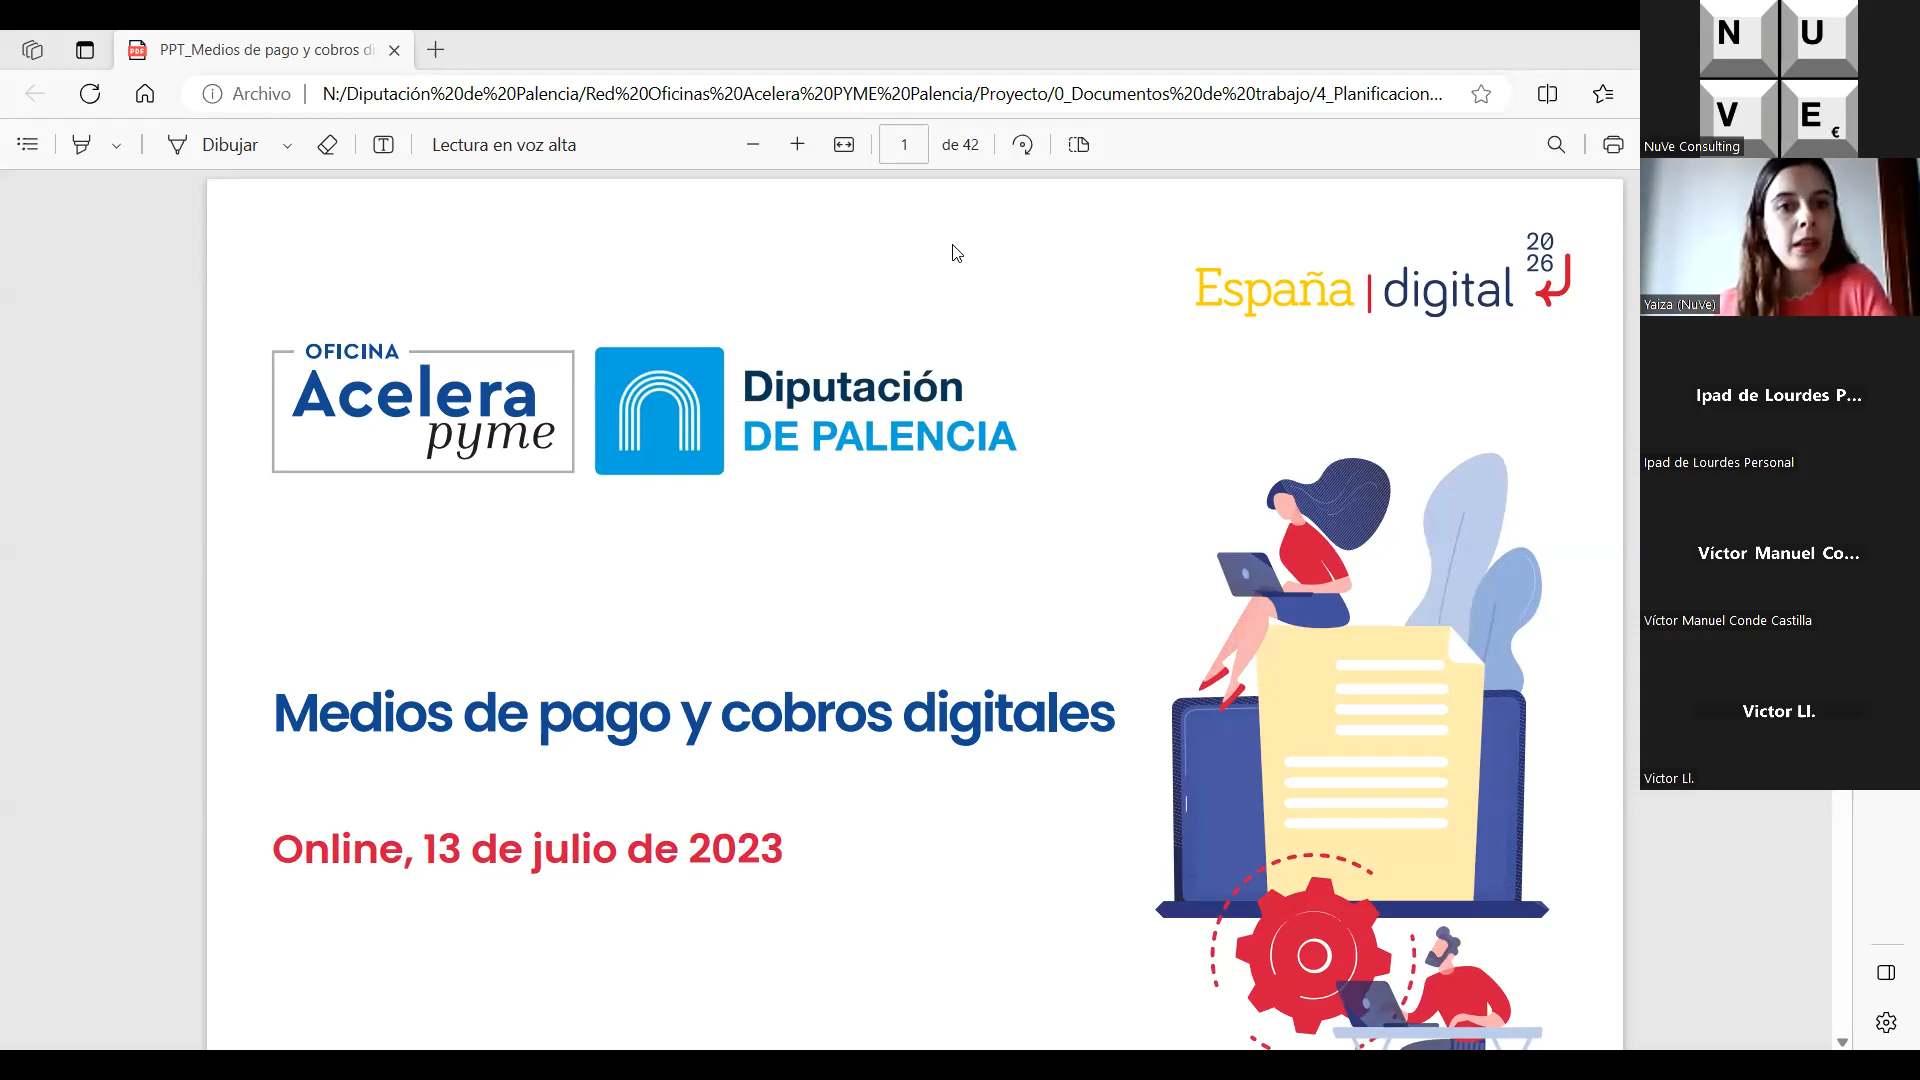 PPT_Medios de pago y cobros di
Archivo
N:/Diputación%20de%20Palencia/Red%20Oficinas%20Acelera%20PYME%20Palencia/Proyecto/0_Documentos%20de%20trabajo/4_Planificacion...
Dibujar
Lectura en voz alta
1
de 42
España | digital
20
26
OFICINA
Acelera
pyme
Diputación
DE PALENCIA
Medios de pago y cobros digitales
Online, 13 de julio de 2023
N U
V E €
NuVe Consulting
Yaiza (NuVe)
Ipad de Lourdes P...
Ipad de Lourdes Personal
Víctor Manuel Co...
Víctor Manuel Conde Castilla
Victor Ll.
Victor Ll.